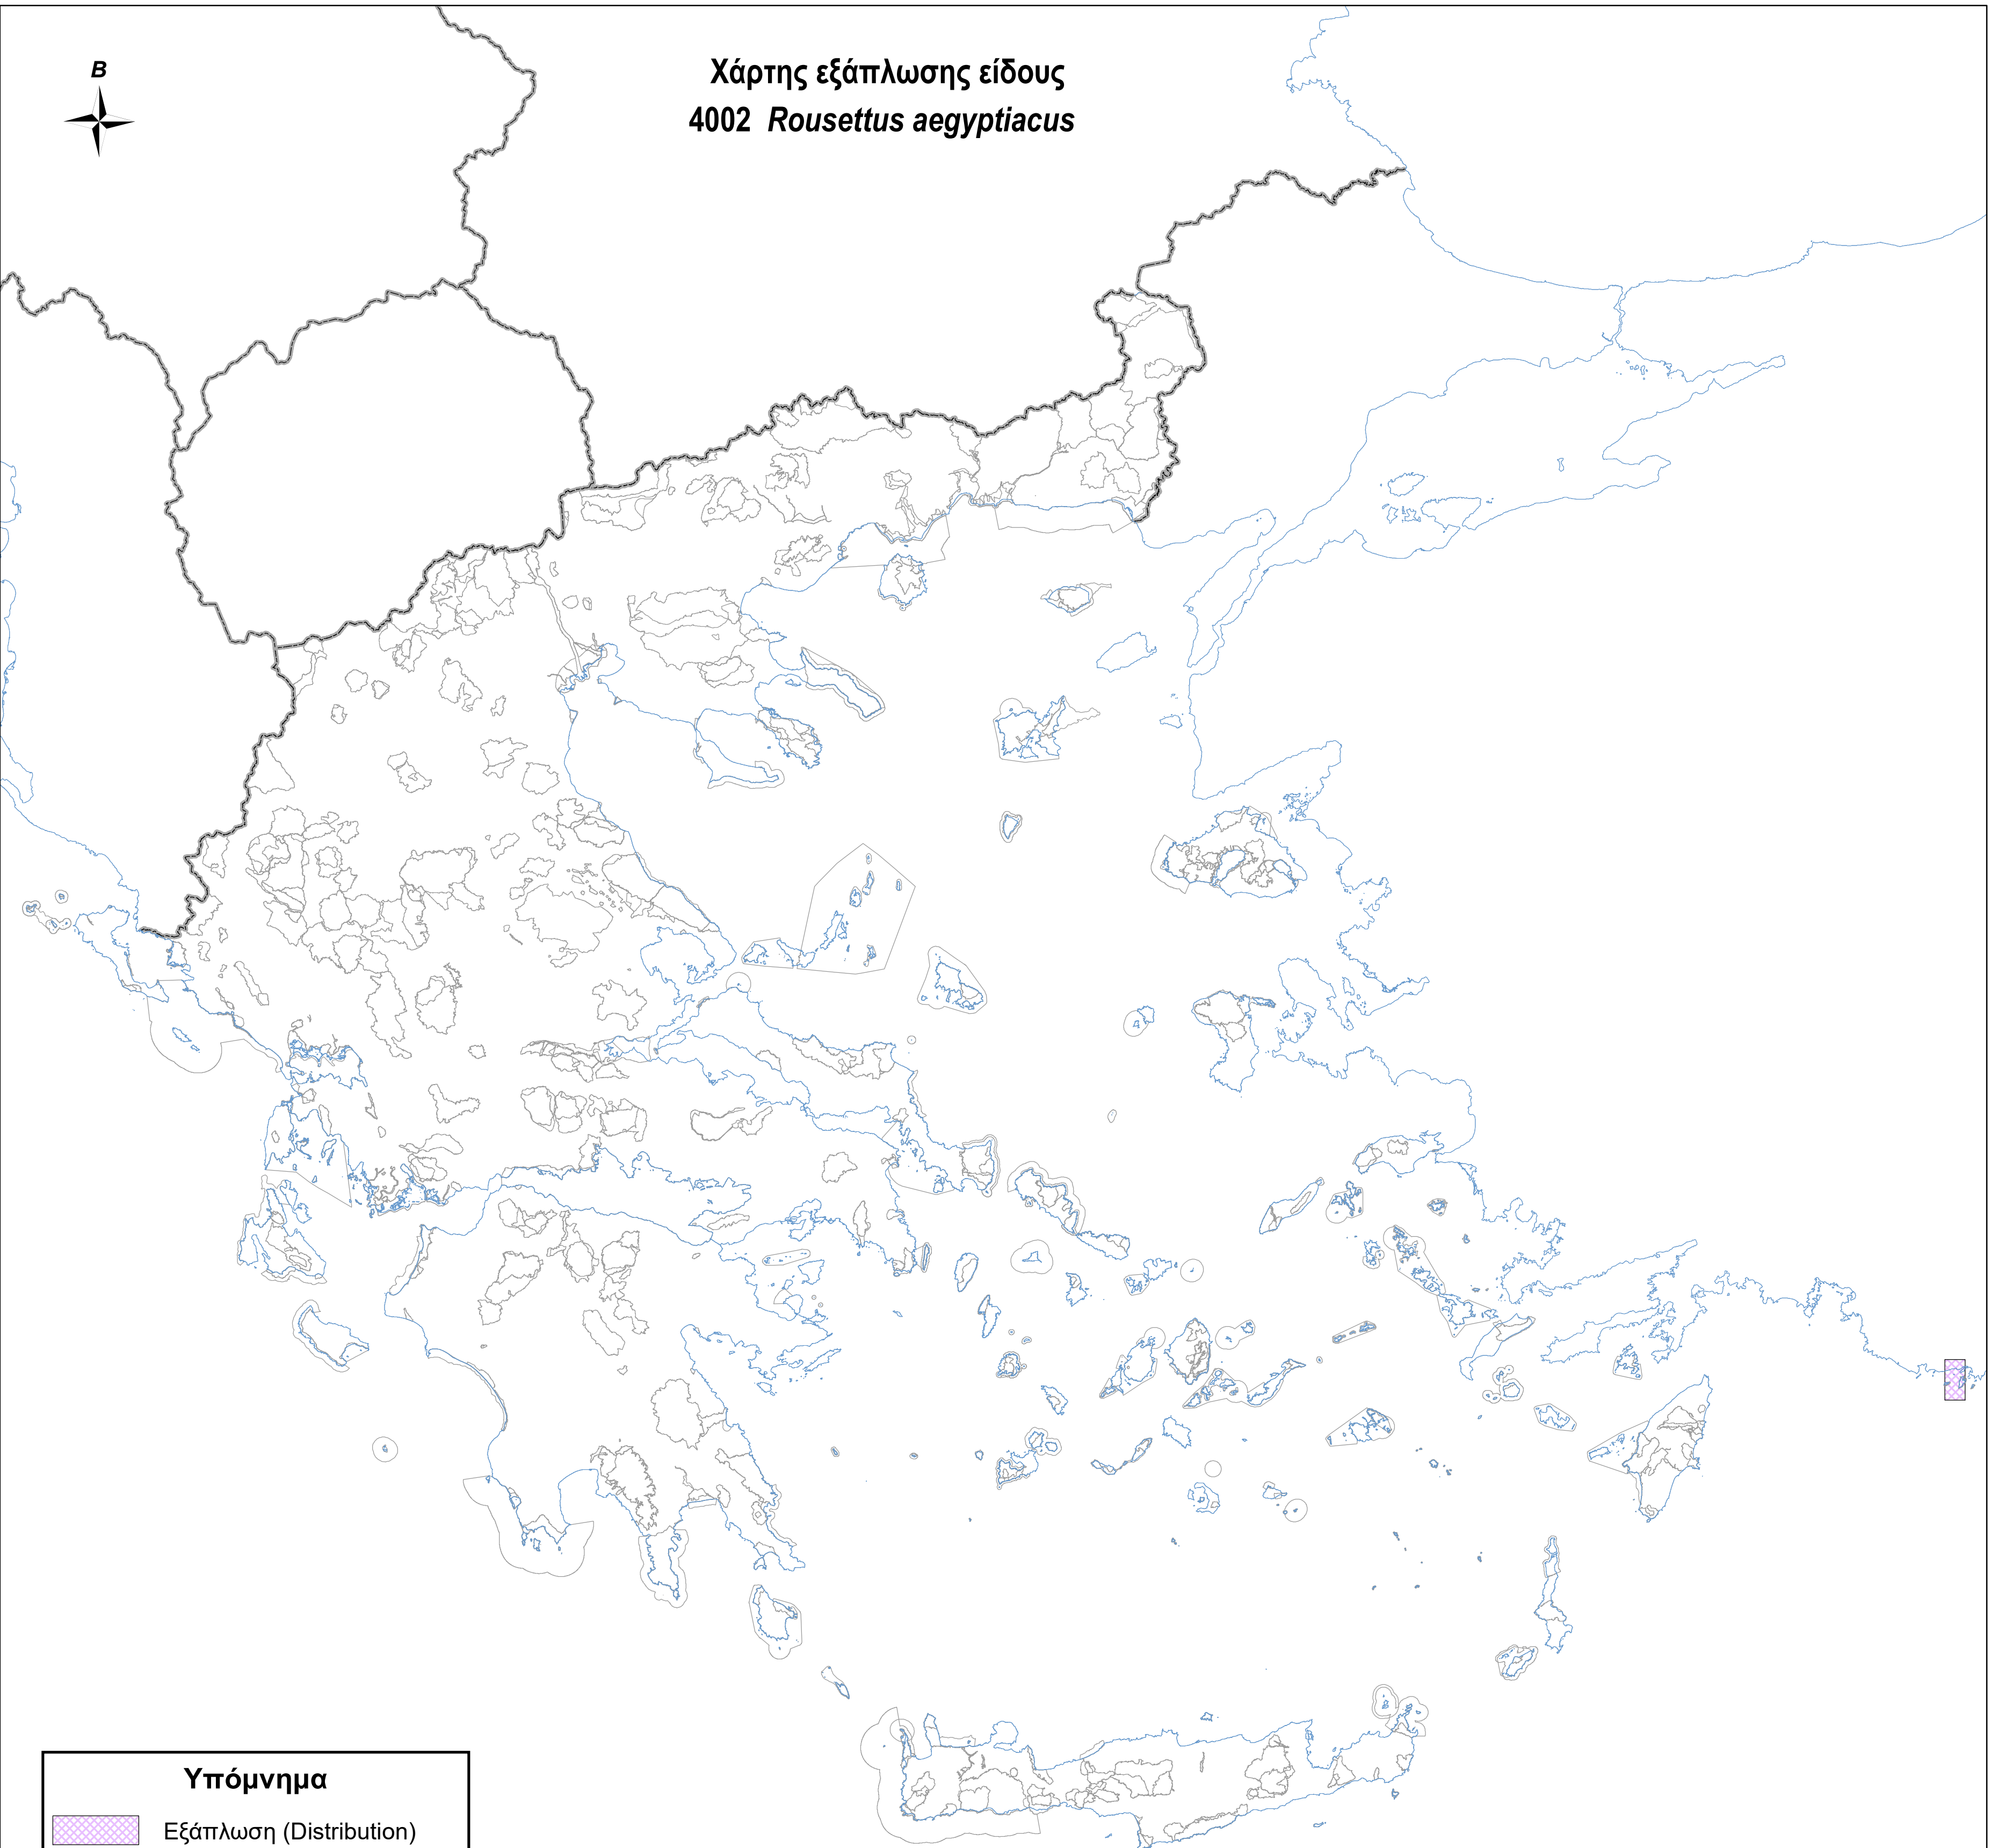 Χάρτης εξάπλωσης είδους
4002 Rousettus aegyptiacus
Β
Υπόμνημα
Εξάπλωση (Distribution)